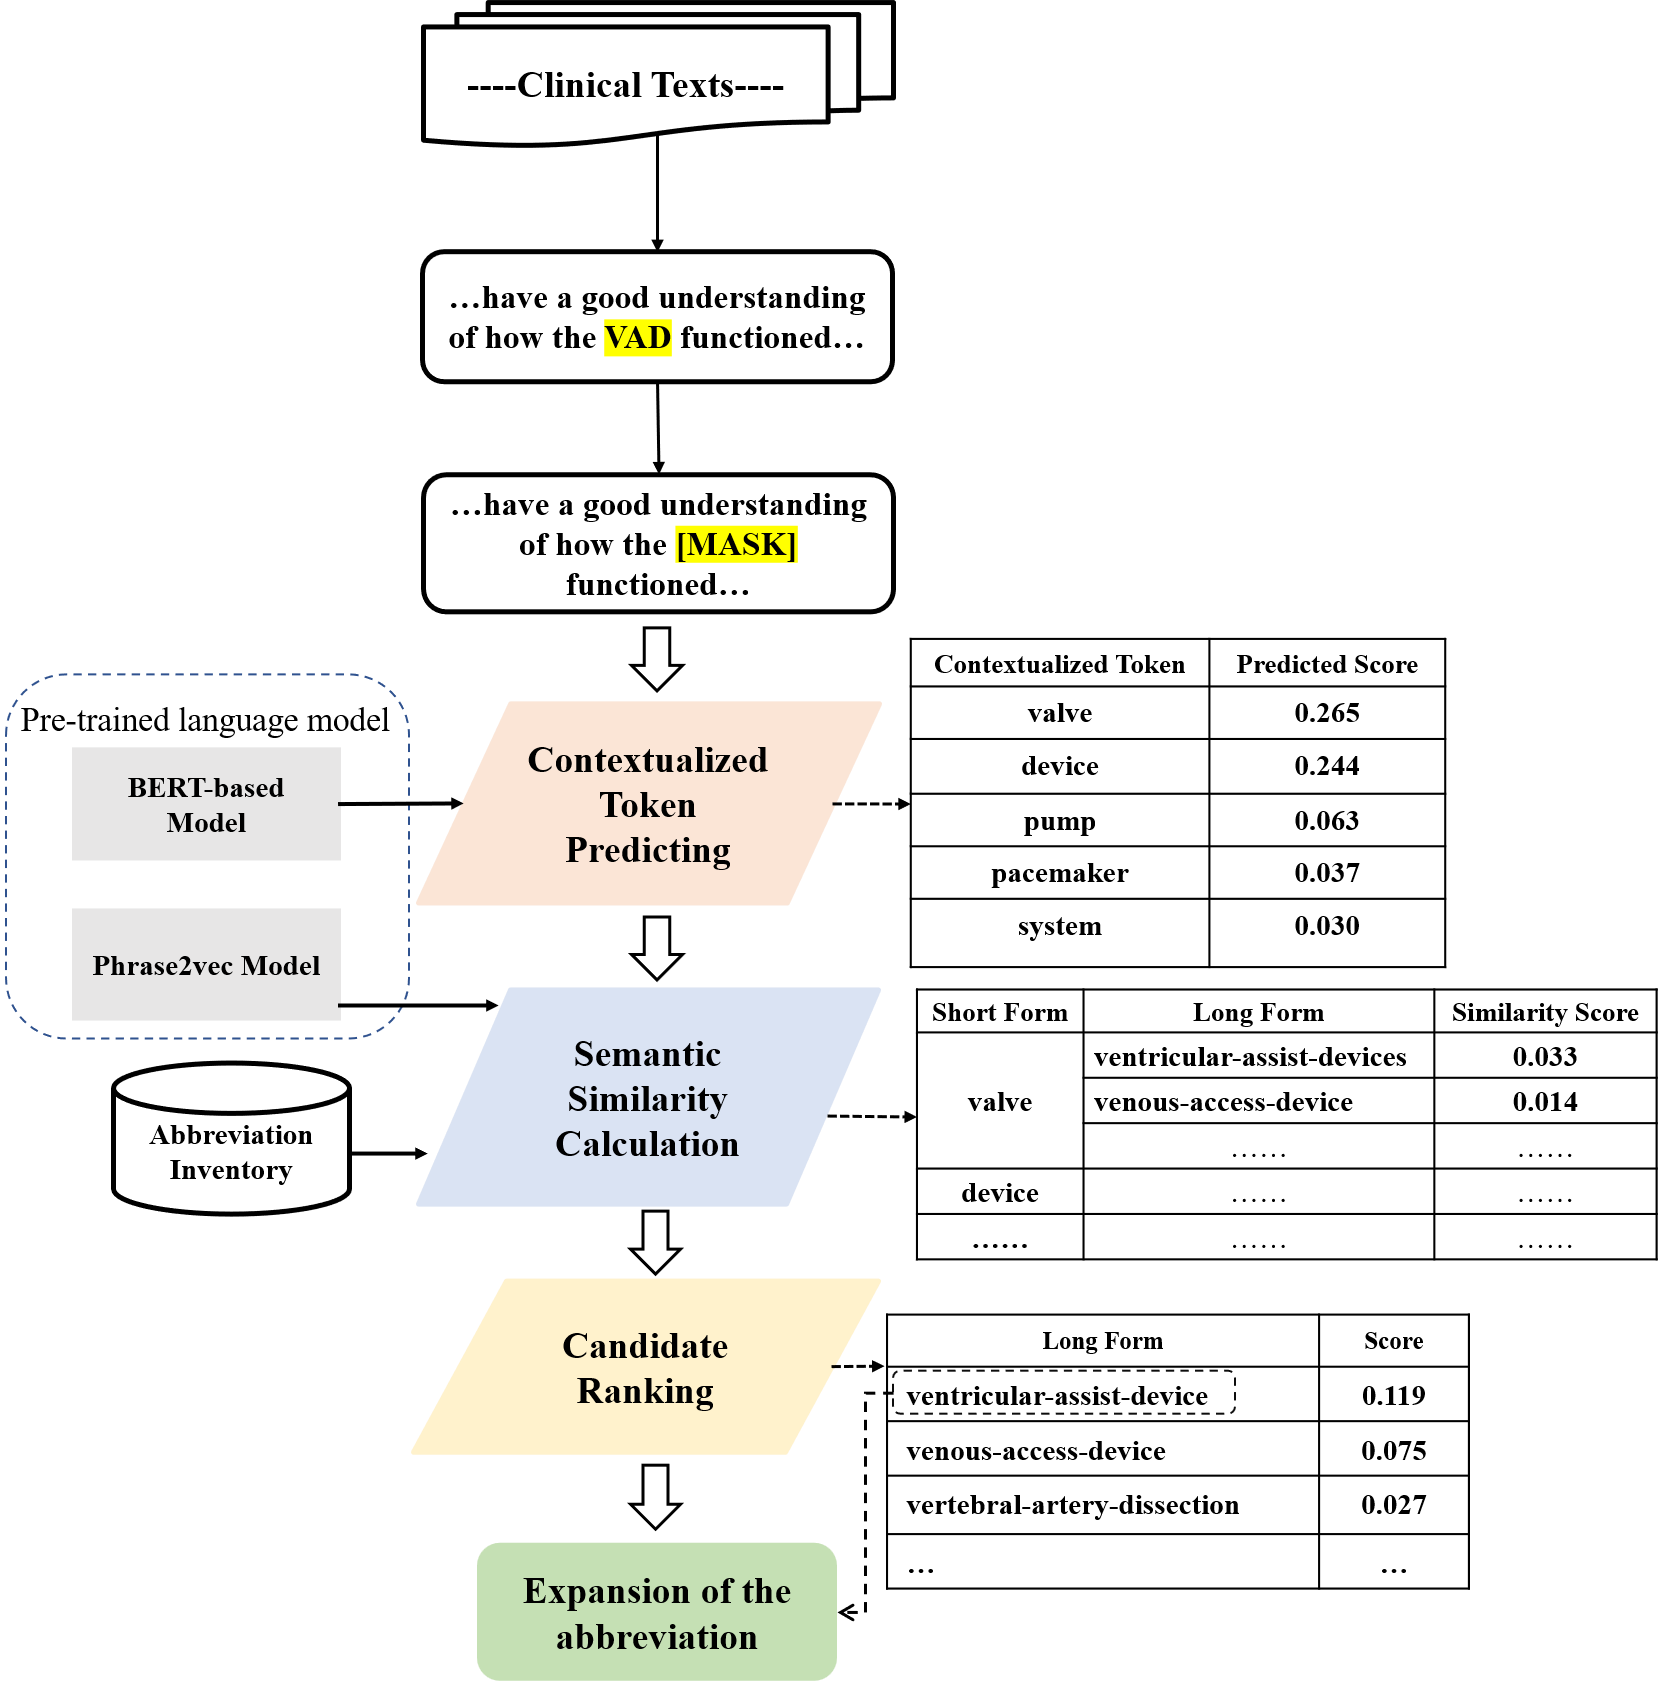 ----Clinical Texts----
…have a good understanding
of how the VAD functioned…
…have a good understanding
of how the [MASK]
functioned…
Pre-trained language model
BERT-based
Model
Phrase2vec Model
Abbreviation
Inventory
Contextualized
Token
Predicting
Contextualized Token Predicted Score
valve 0.265
device 0.244
pump 0.063
pacemaker 0.037
system 0.030
Semantic
Similarity
Calculation
Short Form Long Form Similarity Score
valve ventricular-assist-devices 0.033
venous-access-device 0.014
…… ……
device …… ……
…… …… ……
Candidate
Ranking
Long Form Score
ventricular-assist-device 0.119
venous-access-device 0.075
vertebral-artery-dissection 0.027
… …
Expansion of the
abbreviation